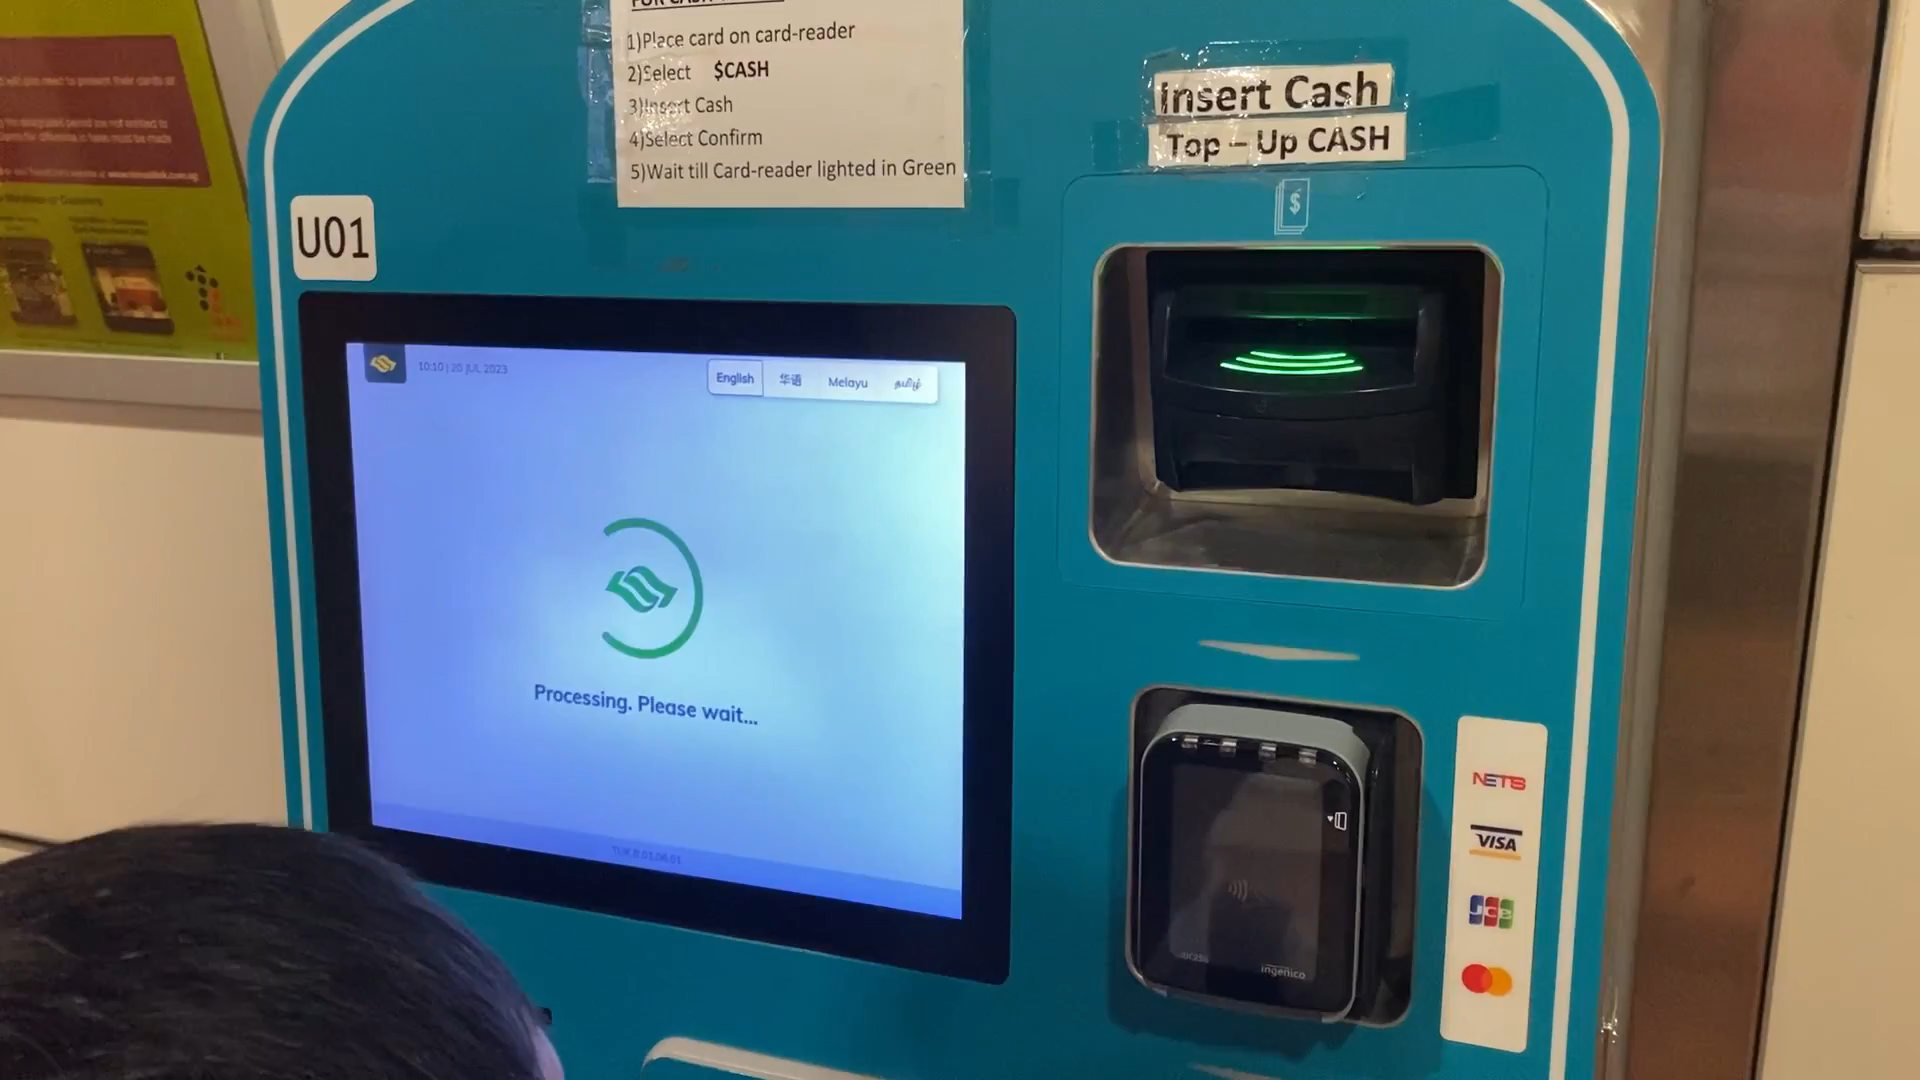 1)Place card on card-reader
2)Select $CASH
3)Insert Cash
4)Select Confirm
5)Wait till Card-reader lighted in Green
Insert Cash
Top – Up CASH
$
U01
10:10 | 20 JUL 2023
English 华语 Melayu தமிழ்
Processing. Please wait...
NETS
VISA
JCB
ingenico